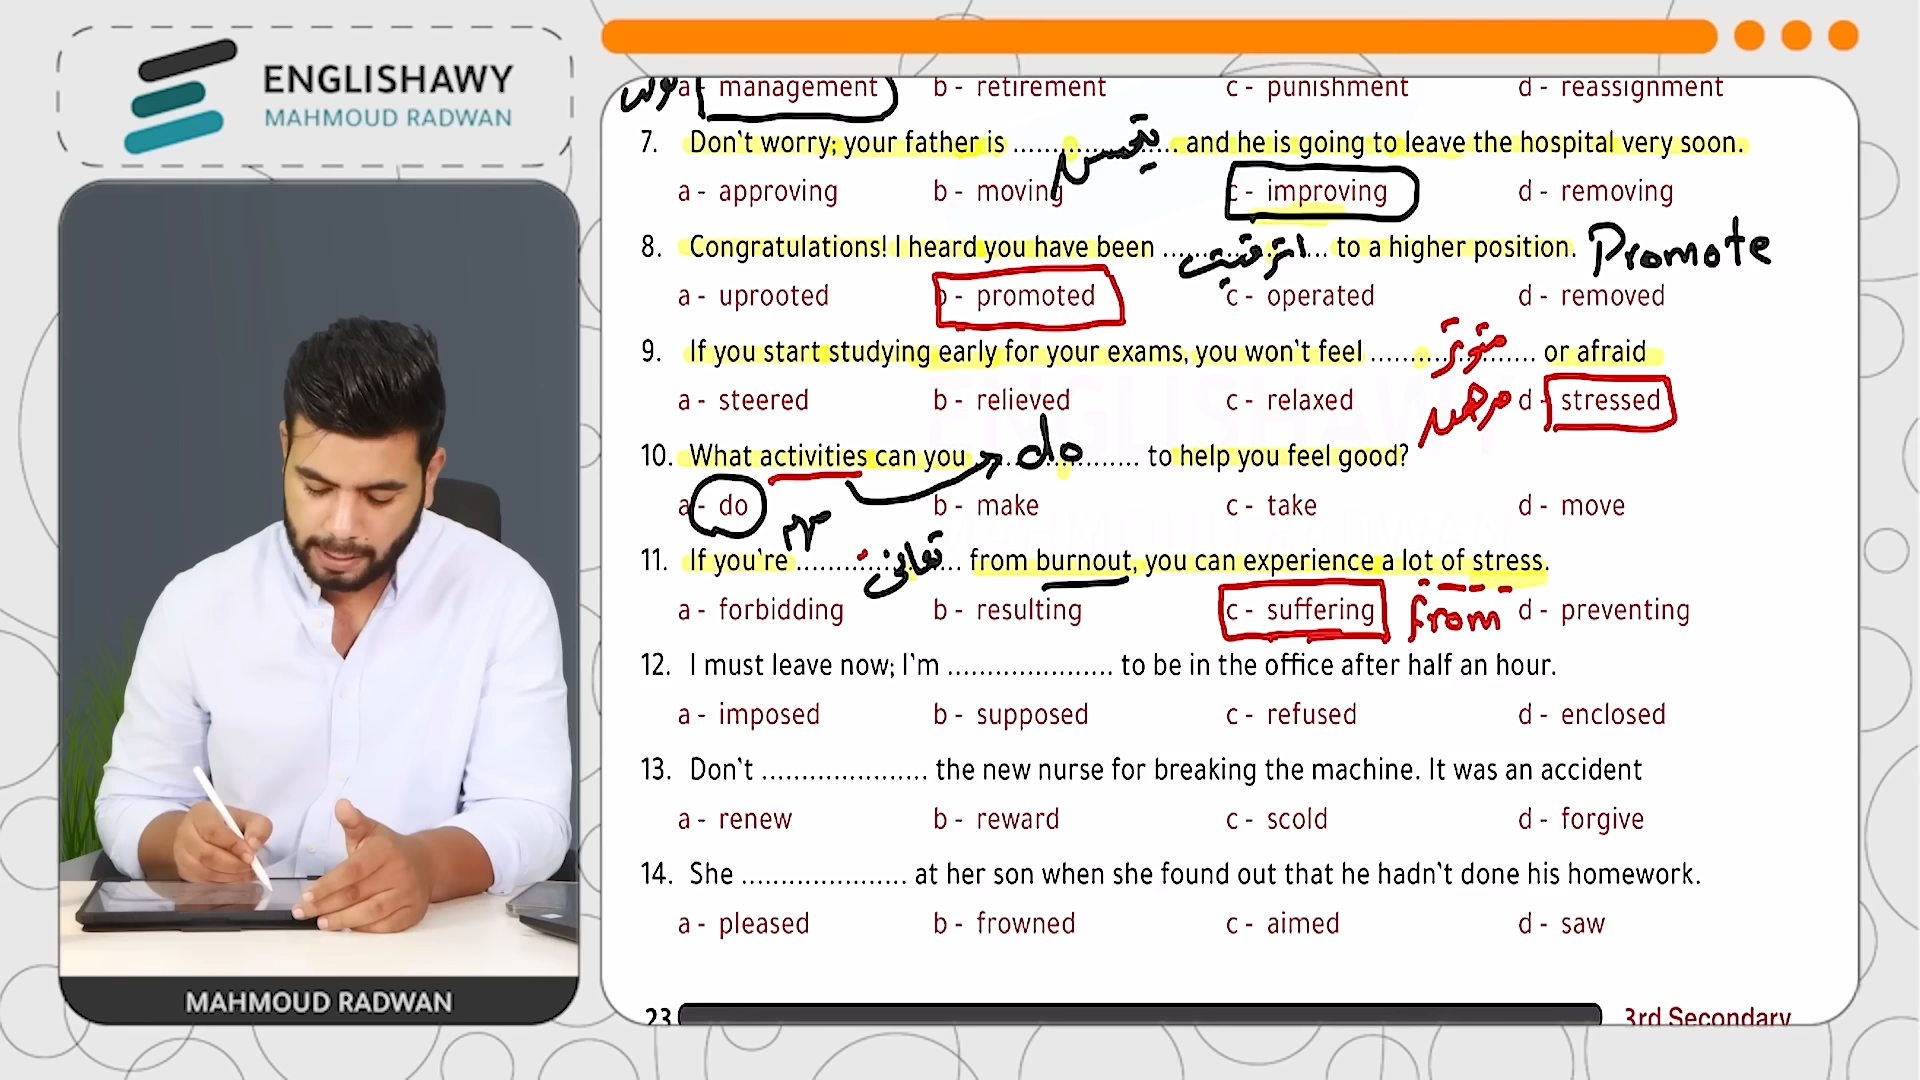 ENGLISHAWY
MAHMOUD RADWAN
a - management b - retirement c - punishment d - reassignment
7. Don't worry; your father is ..................... and he is going to leave the hospital very soon.
يتحسن
a - approving b - moving c - improving d - removing
8. Congratulations! I heard you have been ..................... to a higher position. Promote
اترقيت
a - uprooted b - promoted c - operated d - removed
9. If you start studying early for your exams, you won't feel ..................... or afraid
متوتر
a - steered b - relieved c - relaxed d - stressed
10. What activities can you ..................... to help you feel good?
do
a - do b - make c - take d - move
11. If you're ..................... from burnout, you can experience a lot of stress.
تعاني
a - forbidding b - resulting c - suffering from d - preventing
12. I must leave now; I'm ..................... to be in the office after half an hour.
a - imposed b - supposed c - refused d - enclosed
13. Don't ..................... the new nurse for breaking the machine. It was an accident
a - renew b - reward c - scold d - forgive
14. She ..................... at her son when she found out that he hadn't done his homework.
a - pleased b - frowned c - aimed d - saw
23 3rd Secondary
MAHMOUD RADWAN